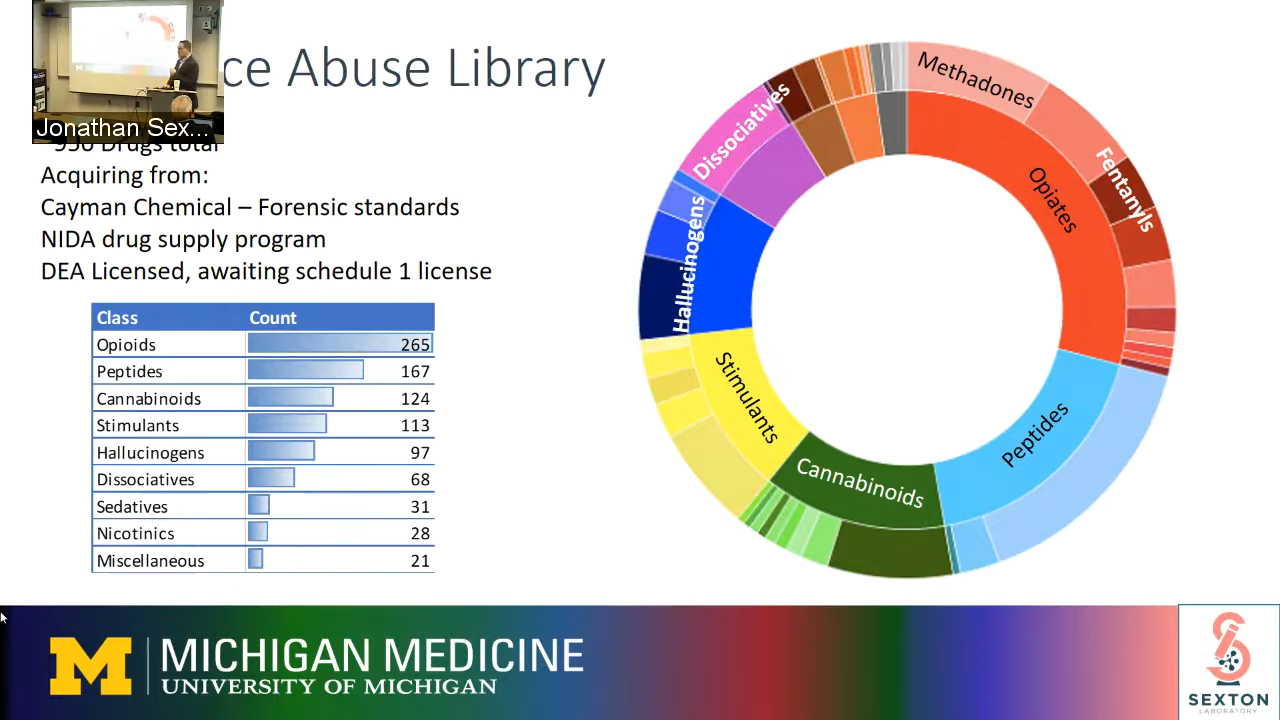 ce Abuse Library
Jonathan Sex...
Drugs total
Acquiring from:
Cayman Chemical – Forensic standards
NIDA drug supply program
DEA Licensed, awaiting schedule 1 license
Class Count
Opioids 265
Peptides 167
Cannabinoids 124
Stimulants 113
Hallucinogens 97
Dissociatives 68
Sedatives 31
Nicotinics 28
Miscellaneous 21
Methadones
Fentanyls
Opiates
Peptides
Cannabinoids
Stimulants
Hallucinogens
Dissociatives
M
MICHIGAN MEDICINE
UNIVERSITY OF MICHIGAN
SEXTON
LABORATORY